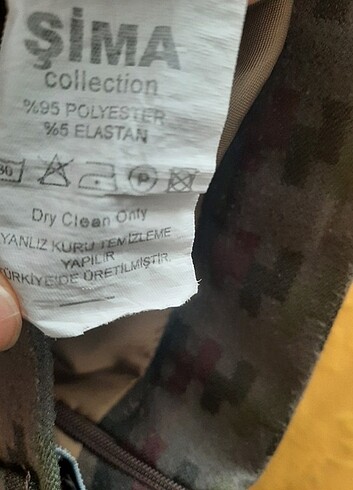 ŞİMA
collection
%95 POLYESTER
%5 ELASTAN
30 P
Dry Clean Only
YANLIZ KURU TEMİZLEME
YAPILIR
TÜRKİYE'DE ÜRETİLMİŞTİR.